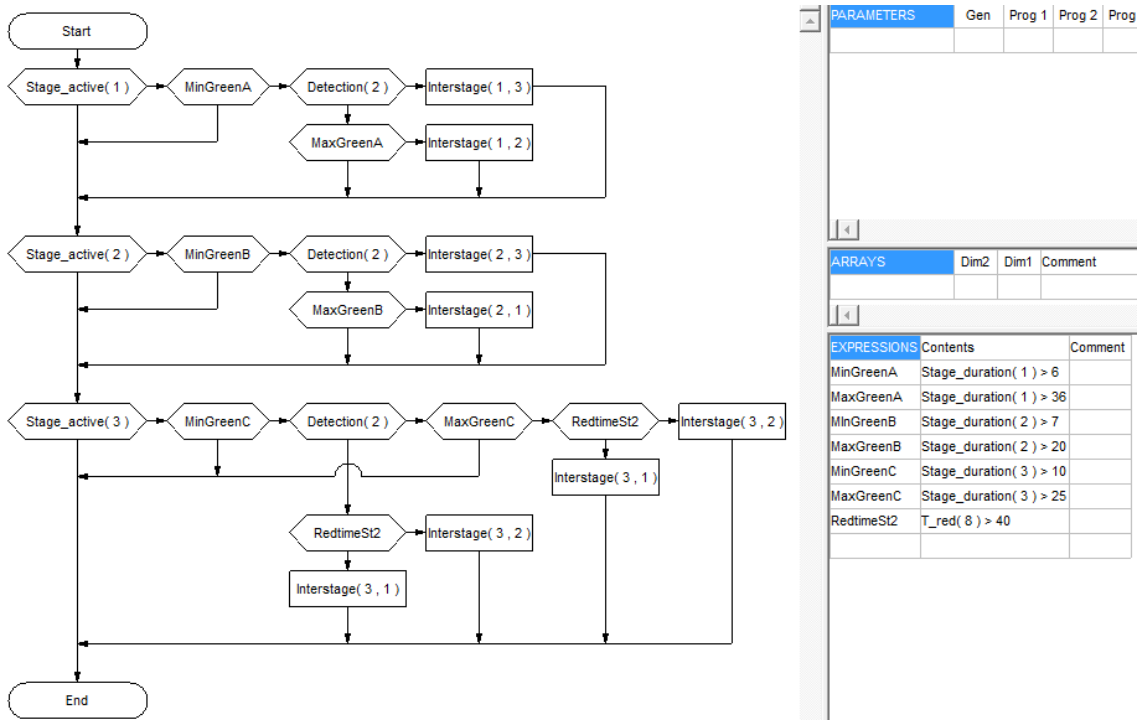 Start
Stage_active( 1 )
MinGreenA
Detection( 2 )
Interstage( 1 , 3 )
MaxGreenA
Interstage( 1 , 2 )
Stage_active( 2 )
MinGreenB
Detection( 2 )
Interstage( 2 , 3 )
MaxGreenB
Interstage( 2 , 1 )
Stage_active( 3 )
MinGreenC
Detection( 2 )
MaxGreenC
RedtimeSt2
Interstage( 3 , 2 )
Interstage( 3 , 1 )
RedtimeSt2
Interstage( 3 , 2 )
Interstage( 3 , 1 )
End
PARAMETERS Gen Prog 1 Prog 2 Prog
ARRAYS Dim2 Dim1 Comment
EXPRESSIONS Contents Comment
MinGreenA Stage_duration( 1 ) > 6
MaxGreenA Stage_duration( 1 ) > 36
MInGreenB Stage_duration( 2 ) > 7
MaxGreenB Stage_duration( 2 ) > 20
MinGreenC Stage_duration( 3 ) > 10
MaxGreenC Stage_duration( 3 ) > 25
RedtimeSt2 T_red( 8 ) > 40